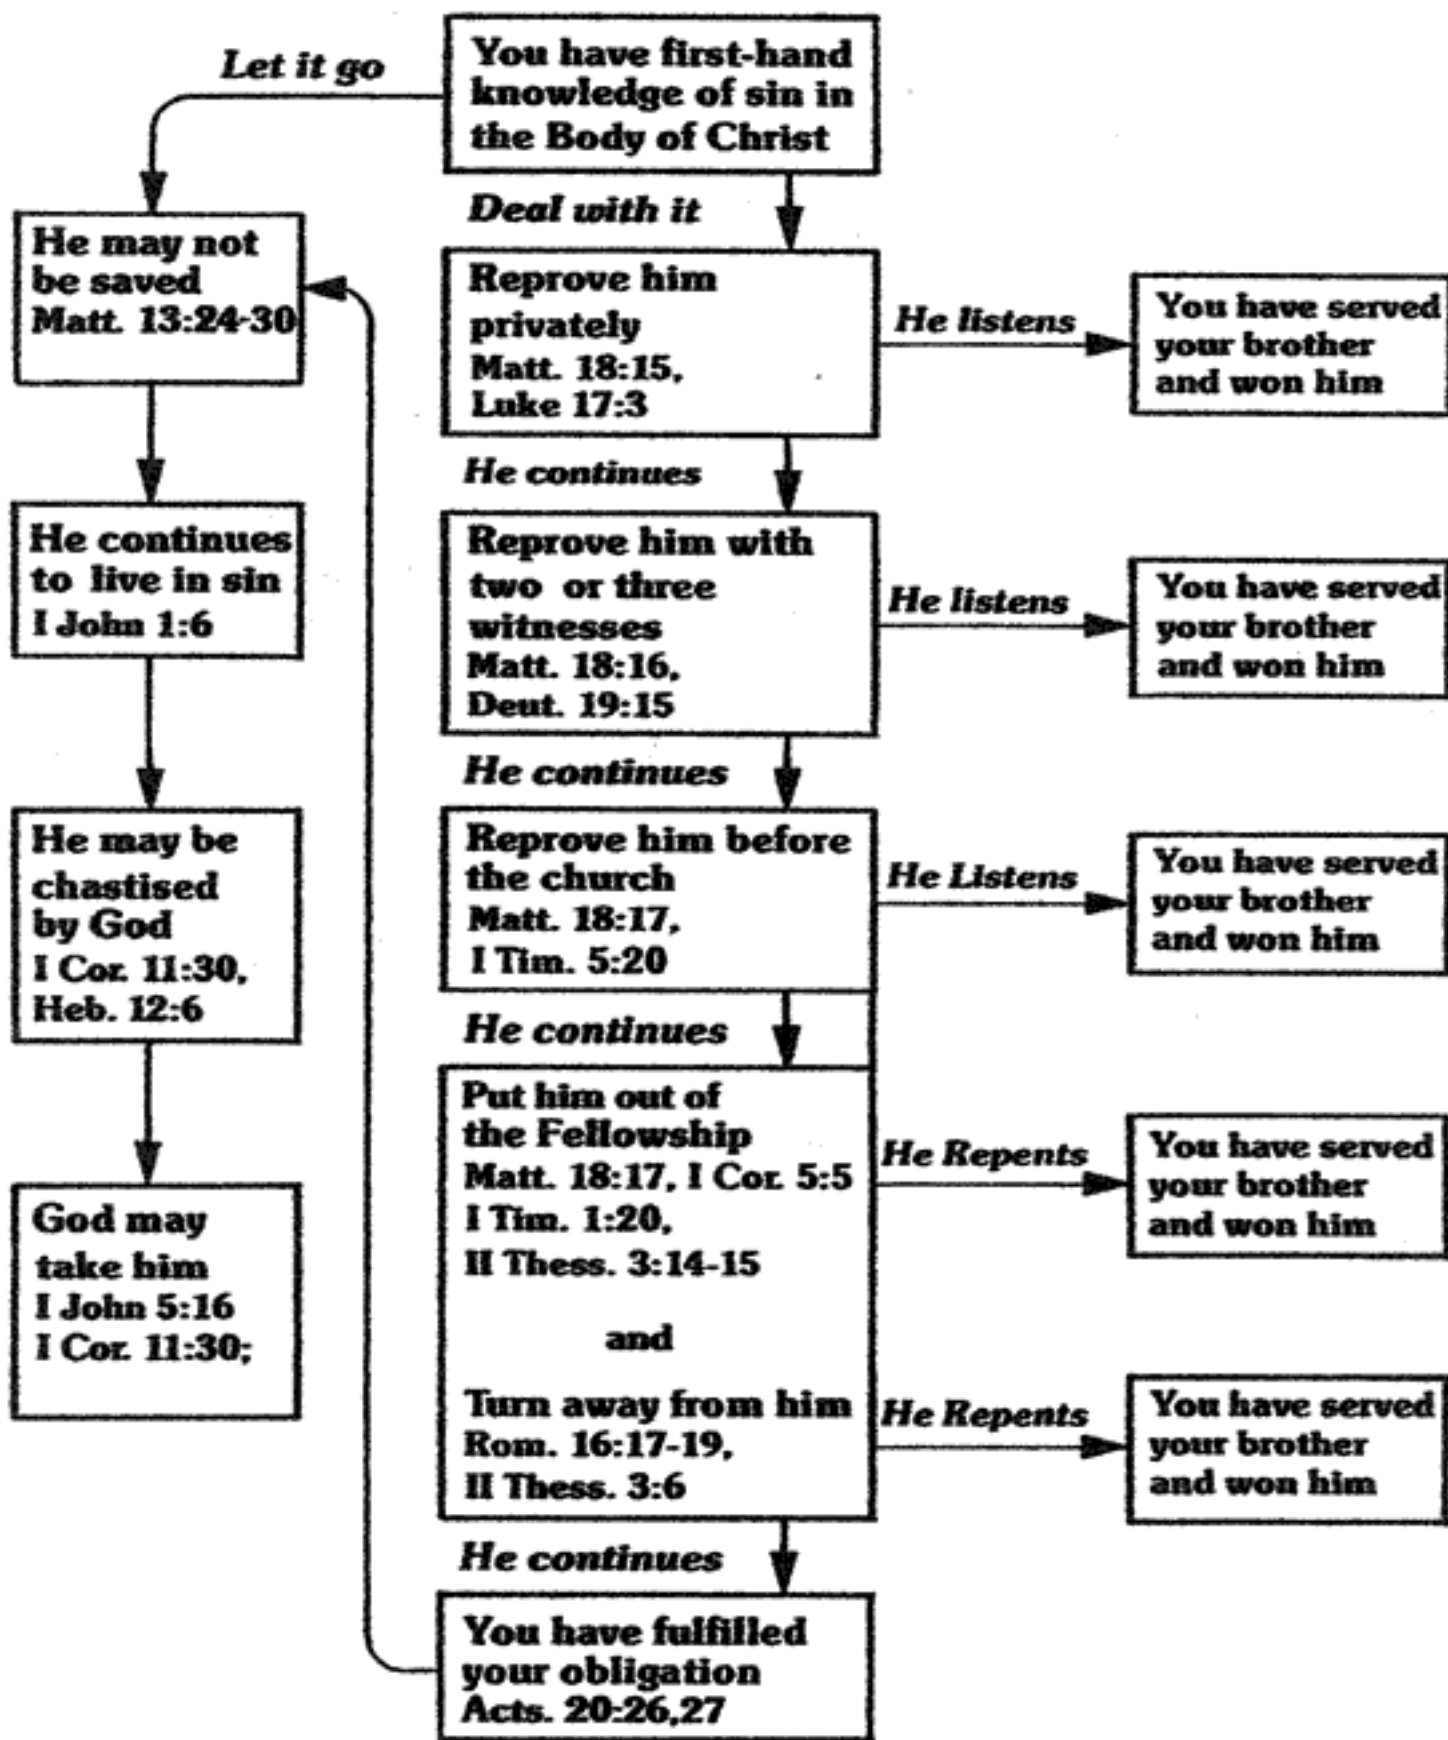 You have first-hand
knowledge of sin in
the Body of Christ
Let it go
Deal with it
He may not
be saved
Matt. 13:24-30
Reprove him
privately
Matt. 18:15,
Luke 17:3
He listens
You have served
your brother
and won him
He continues
He continues
to live in sin
I John 1:6
Reprove him with
two or three
witnesses
Matt. 18:16,
Deut. 19:15
He listens
You have served
your brother
and won him
He continues
He may be
chastised
by God
I Cor. 11:30,
Heb. 12:6
Reprove him before
the church
Matt. 18:17,
I Tim. 5:20
He Listens
You have served
your brother
and won him
He continues
God may
take him
I John 5:16
I Cor. 11:30;
Put him out of
the Fellowship
Matt. 18:17, I Cor. 5:5
I Tim. 1:20,
II Thess. 3:14-15
He Repents
You have served
your brother
and won him
and
Turn away from him
Rom. 16:17-19,
II Thess. 3:6
He Repents
You have served
your brother
and won him
He continues
You have fulfilled
your obligation
Acts. 20:26,27